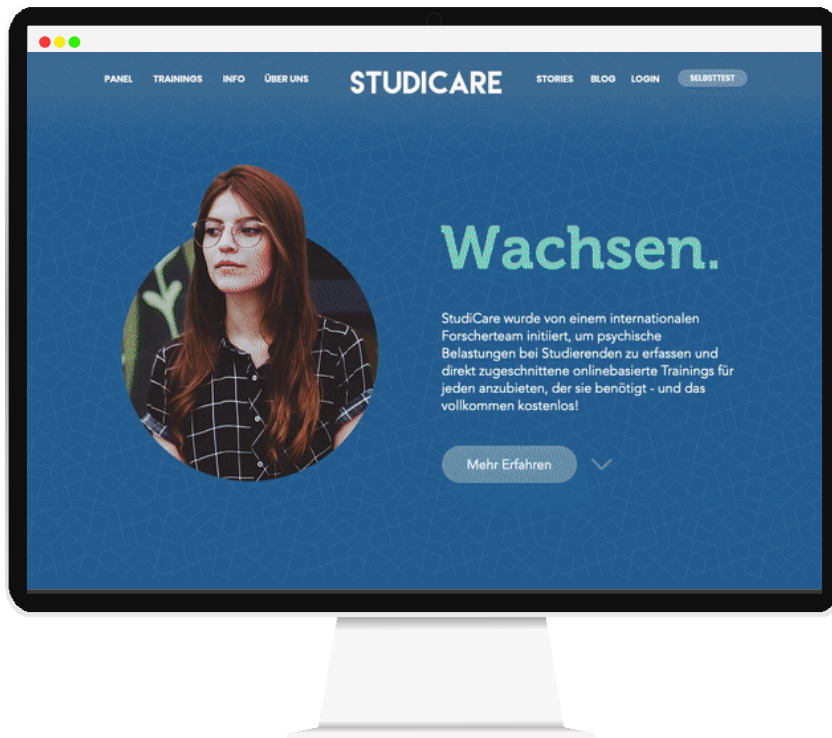 PANEL TRAININGS INFO ÜBER UNS STUDICARE STORIES BLOG LOGIN SELBSTTEST
Wachsen.
StudiCare wurde von einem internationalen
Forscherteam initiiert, um psychische
Belastungen bei Studierenden zu erfassen und
direkt zugeschnittene onlinebasierte Trainings für
jeden anzubieten, der sie benötigt - und das
vollkommen kostenlos!
Mehr Erfahren